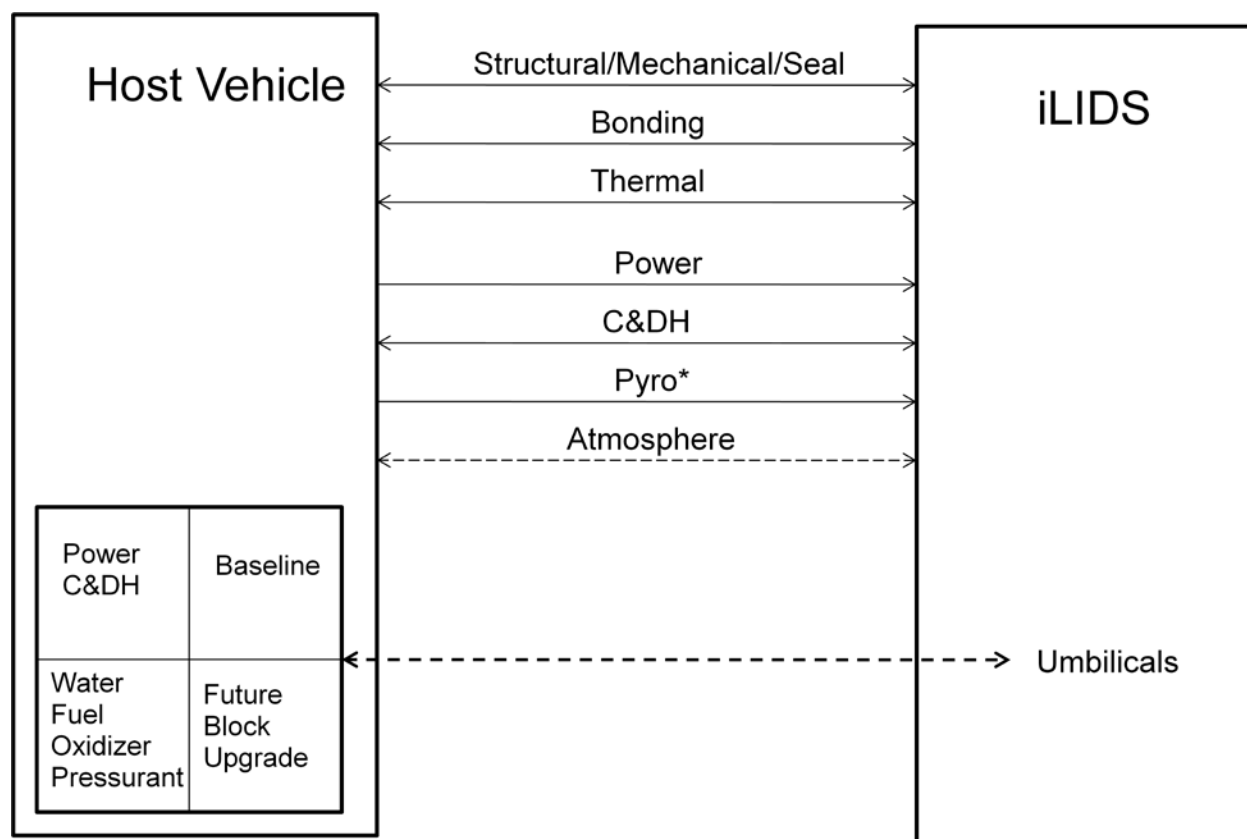 Host Vehicle
iLIDS
Structural/Mechanical/Seal
Bonding
Thermal
Power
C&DH
Pyro*
Atmosphere
Power
C&DH
Baseline
Water
Fuel
Oxidizer
Pressurant
Future
Block
Upgrade
Umbilicals